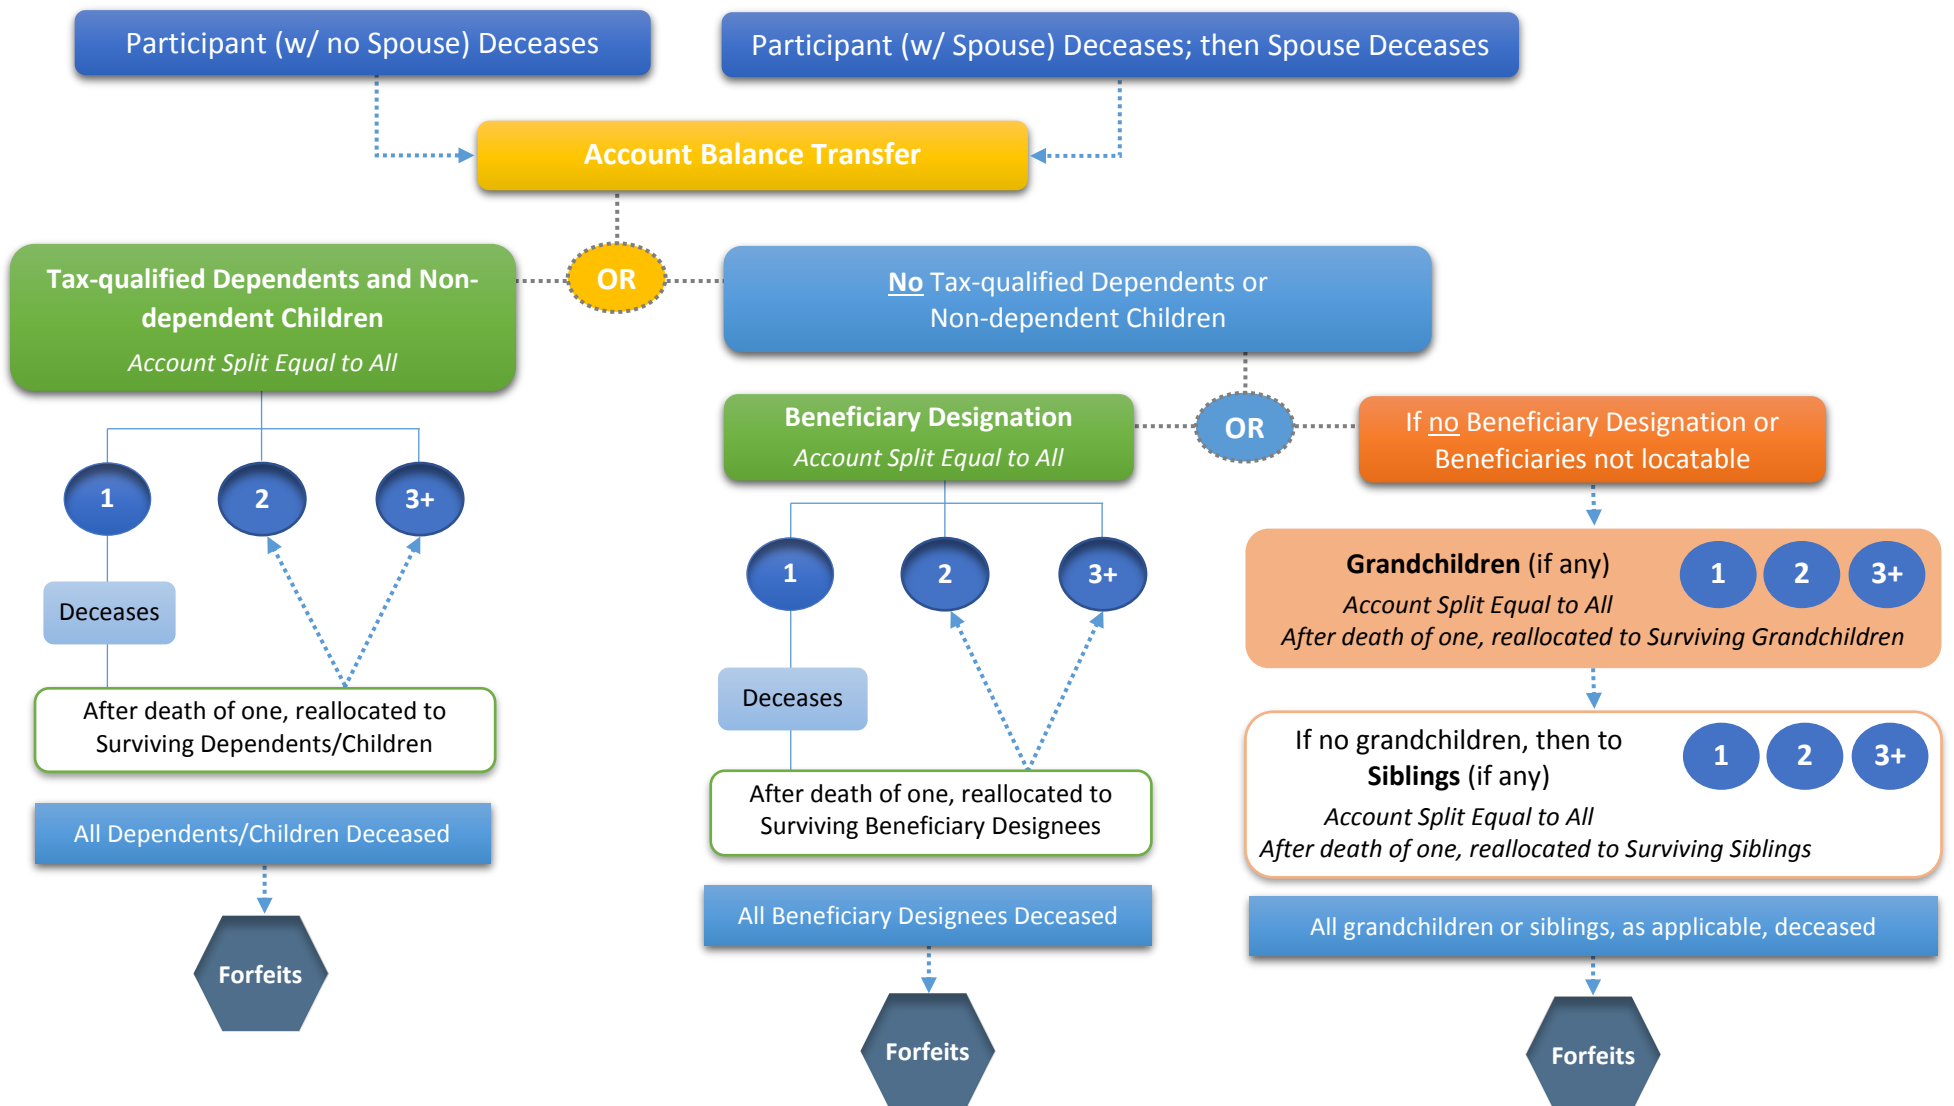 Participant (w/ no Spouse) Deceases
Participant (w/ Spouse) Deceases; then Spouse Deceases
Account Balance Transfer
OR
Tax-qualified Dependents and Non-
dependent Children
Account Split Equal to All
1
2
3+
Deceases
After death of one, reallocated to
Surviving Dependents/Children
All Dependents/Children Deceased
Forfeits
No Tax-qualified Dependents or
Non-dependent Children
OR
Beneficiary Designation
Account Split Equal to All
1
2
3+
Deceases
After death of one, reallocated to
Surviving Beneficiary Designees
All Beneficiary Designees Deceased
Forfeits
If no Beneficiary Designation or
Beneficiaries not locatable
Grandchildren (if any)
1
2
3+
Account Split Equal to All
After death of one, reallocated to Surviving Grandchildren
If no grandchildren, then to
Siblings (if any)
1
2
3+
Account Split Equal to All
After death of one, reallocated to Surviving Siblings
All grandchildren or siblings, as applicable, deceased
Forfeits